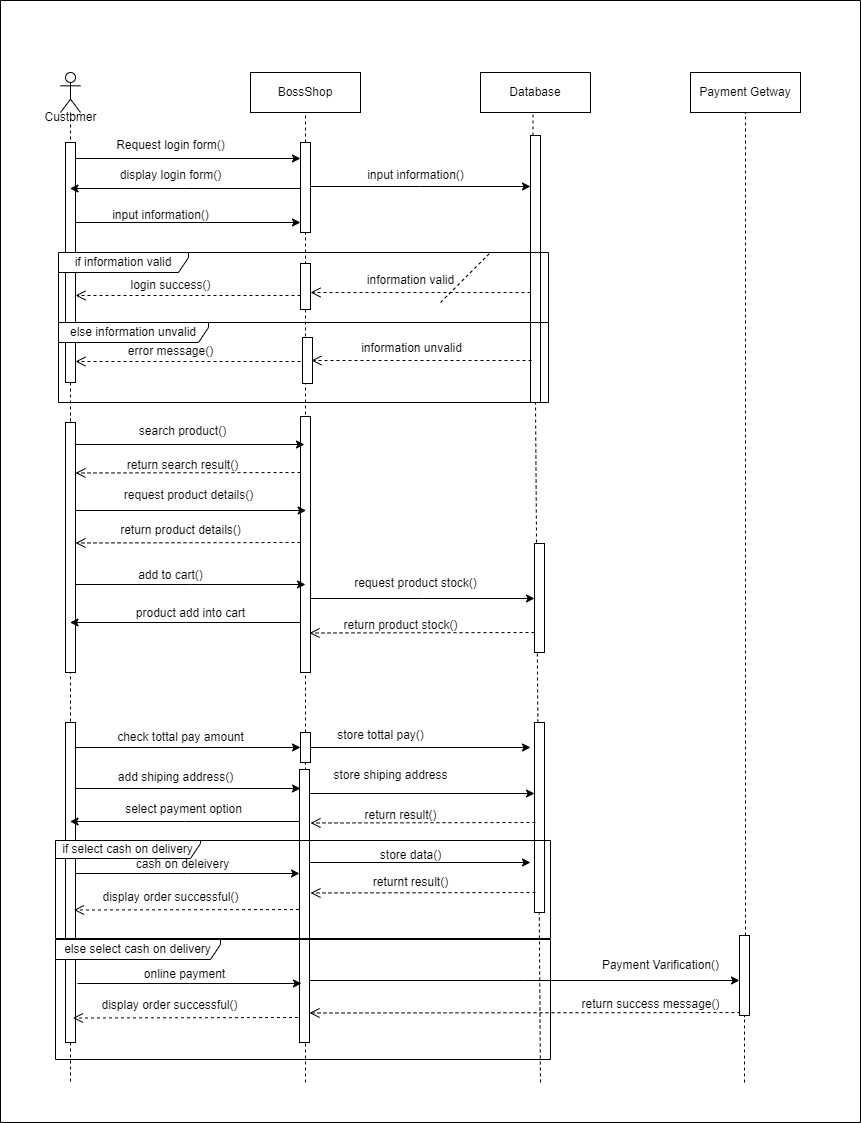 Custbmer
BossShop
Database
Payment Getway
Request login form()
display login form()
input information()
input information()
if information valid
login success()
information valid
else information unvalid
error message()
information unvalid
search product()
return search result()
request product details()
return product details()
add to cart()
request product stock()
product add into cart
return product stock()
check tottal pay amount
store tottal pay()
add shiping address()
store shiping address
select payment option
return result()
if select cash on delivery
cash on deleivery
store data()
returnt result()
display order successful()
else select cash on delivery
online payment
Payment Varification()
display order successful()
return success message()